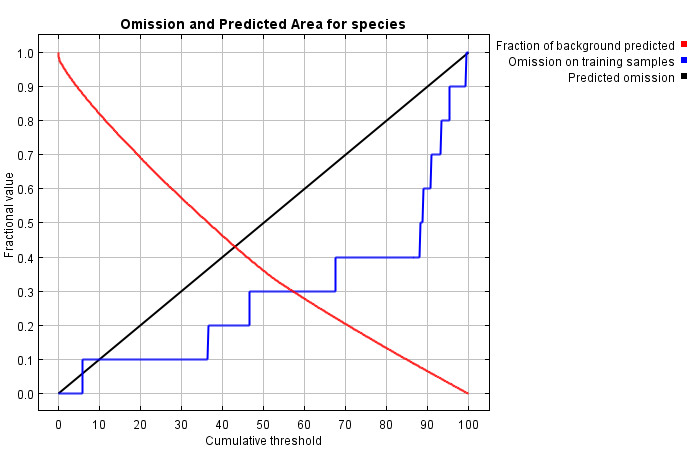 Omission and Predicted Area for species
Fraction of background predicted
Omission on training samples
Predicted omission
Fractional value
1.0
0.9
0.8
0.7
0.6
0.5
0.4
0.3
0.2
0.1
0.0
0 10 20 30 40 50 60 70 80 90 100
Cumulative threshold